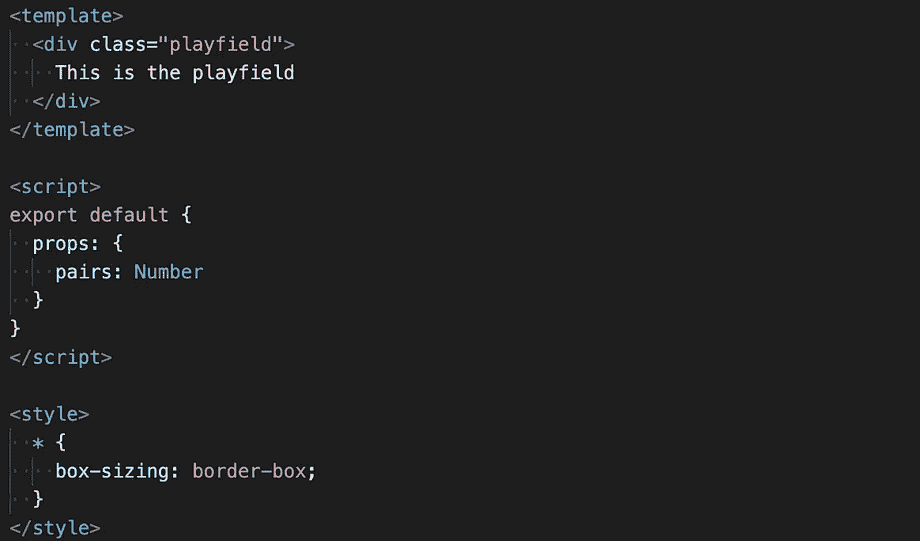 <template>
  <div class="playfield">
    This is the playfield
  </div>
</template>

<script>
export default {
  props: {
    pairs: Number
  }
}
</script>

<style>
  * {
    box-sizing: border-box;
  }
</style>